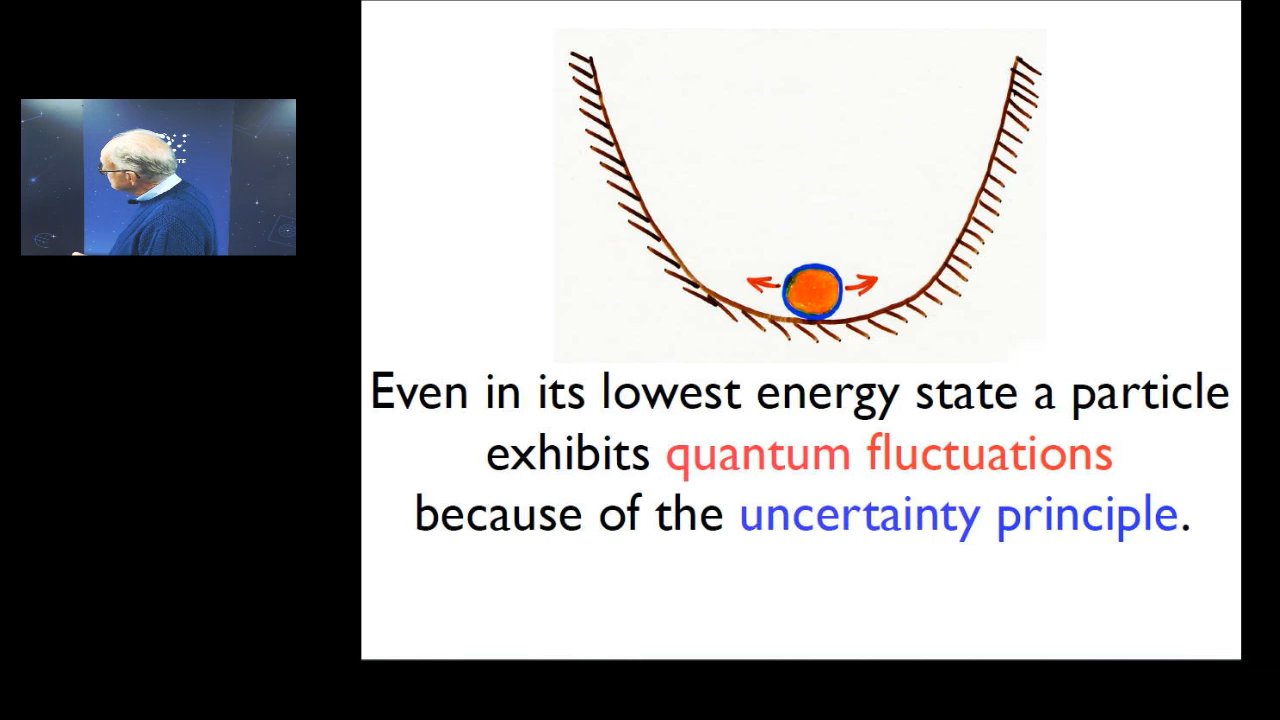 Even in its lowest energy state a particle
exhibits quantum fluctuations
because of the uncertainty principle.